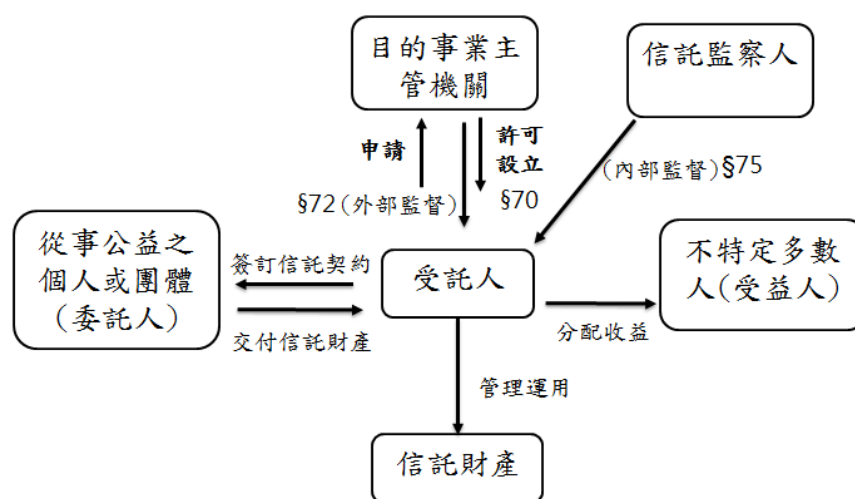 目的事業主
管機關
信託監察人
申請
許可
設立
§70
§72(外部監督)
(內部監督)§75
從事公益之
個人或團體
(委託人)
簽訂信託契約
交付信託財產
受託人
分配收益
不特定多數
人(受益人)
管理運用
信託財產